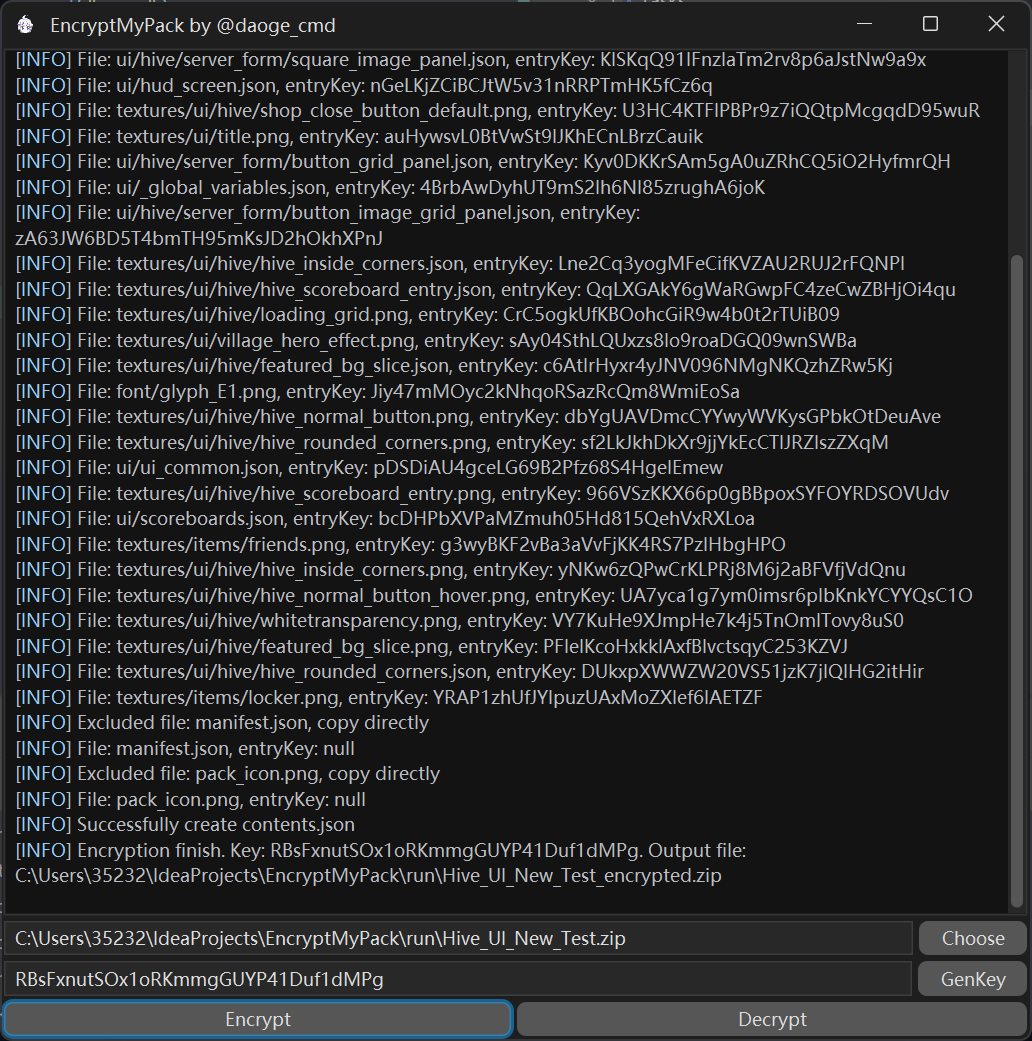 EncryptMyPack by @daoge_cmd
[INFO] File: ui/hive/server_form/square_image_panel.json, entryKey: KlSKqQ91IFnzlaTm2rv8p6aJstNw9a9x
[INFO] File: ui/hud_screen.json, entryKey: nGeLKjZCiBCJtW5v31nRRPTmHK5fCz6q
[INFO] File: textures/ui/hive/shop_close_button_default.png, entryKey: U3HC4KTFIPBPr9z7iQQtpMcgqdD95wuR
[INFO] File: textures/ui/title.png, entryKey: auHywsvL0BtVwSt9IJKhECnLBrzCauik
[INFO] File: ui/hive/server_form/button_grid_panel.json, entryKey: Kyv0DKKrSAm5gA0uZRhCQ5iO2HyfmrQH
[INFO] File: ui/_global_variables.json, entryKey: 4BrbAwDyhUT9mS2lh6NI85zrughA6joK
[INFO] File: ui/hive/server_form/button_image_grid_panel.json, entryKey:
zA63JW6BD5T4bmTH95mKsJD2hOkhXPnJ
[INFO] File: textures/ui/hive/hive_inside_corners.json, entryKey: Lne2Cq3yogMFeCifKVZAU2RUJ2rFQNPl
[INFO] File: textures/ui/hive/hive_scoreboard_entry.json, entryKey: QqLXGAkY6gWaRGwpFC4zeCwZBHjOi4qu
[INFO] File: textures/ui/hive/loading_grid.png, entryKey: CrC5ogkUfKBOohcGiR9w4b0t2rTUiB09
[INFO] File: textures/ui/village_hero_effect.png, entryKey: sAy04SthLQUxzs8lo9roaDGQ09wnSWBa
[INFO] File: textures/ui/hive/featured_bg_slice.json, entryKey: c6AtlrHyxr4yJNV096NMgNKQzhZRw5Kj
[INFO] File: font/glyph_E1.png, entryKey: Jiy47mMOyc2kNhqoRSazRcQm8WmiEoSa
[INFO] File: textures/ui/hive/hive_normal_button.png, entryKey: dbYgUAVDmcCYYwyWVKysGPbkOtDeuAve
[INFO] File: textures/ui/hive/hive_rounded_corners.png, entryKey: sf2LkJkhDkXr9jjYkEcCTIJRZlszZXqM
[INFO] File: ui/ui_common.json, entryKey: pDSDiAU4gceLG69B2Pfz68S4HgelEmew
[INFO] File: textures/ui/hive/hive_scoreboard_entry.png, entryKey: 966VSzKKX66p0gBBpoxSYFOYRDSOVUdv
[INFO] File: ui/scoreboards.json, entryKey: bcDHPbXVPaMZmuh05Hd815QehVxRXLoa
[INFO] File: textures/items/friends.png, entryKey: g3wyBKF2vBa3aVvFjKK4RS7PzlHbgHPO
[INFO] File: textures/ui/hive/hive_inside_corners.png, entryKey: yNKw6zQPwCrKLPRj8M6j2aBFVfjVdQnu
[INFO] File: textures/ui/hive/hive_normal_button_hover.png, entryKey: UA7yca1g7ym0imsr6plbKnkYCYYQsC1O
[INFO] File: textures/ui/hive/whitetransparency.png, entryKey: VY7KuHe9XJmpHe7k4j5TnOmlTovy8uS0
[INFO] File: textures/ui/hive/featured_bg_slice.png, entryKey: PFlelKcoHxkkIAxfBlvctsqyC253KZVJ
[INFO] File: textures/ui/hive/hive_rounded_corners.json, entryKey: DUkxpXWWZW20VS51jzK7jlQIHG2itHir
[INFO] File: textures/items/locker.png, entryKey: YRAP1zhUfJYlpuzUAxMoZXlef6lAETZF
[INFO] Excluded file: manifest.json, copy directly
[INFO] File: manifest.json, entryKey: null
[INFO] Excluded file: pack_icon.png, copy directly
[INFO] File: pack_icon.png, entryKey: null
[INFO] Successfully create contents.json
[INFO] Encryption finish. Key: RBsFxnutSOx1oRKmmgGUYP41Duf1dMPg. Output file:
C:\Users\35232\IdeaProjects\EncryptMyPack\run\Hive_UI_New_Test_encrypted.zip
C:\Users\35232\IdeaProjects\EncryptMyPack\run\Hive_UI_New_Test.zip
Choose
RBsFxnutSOx1oRKmmgGUYP41Duf1dMPg
GenKey
Encrypt
Decrypt